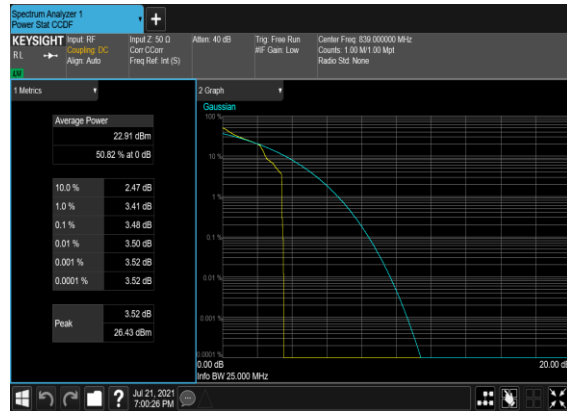 Spectrum Analyzer 1
Power Stat CCDF
KEYSIGHT
RL
Input: RF
Coupling: DC
Align: Auto
Input Z: 50 Ω
Corr CCorr
Freq Ref: Int (S)
Atten: 40 dB
Trig: Free Run
#IF Gain: Low
Center Freq: 839.000000 MHz
Counts: 1.00 M/1.00 Mpt
Radio Std: None
1 Metrics
Average Power
22.91 dBm
50.82 % at 0 dB
10.0 % 2.47 dB
1.0 % 3.41 dB
0.1 % 3.48 dB
0.01 % 3.50 dB
0.001 % 3.52 dB
0.0001 % 3.52 dB
Peak
3.52 dB
26.43 dBm
2 Graph
Gaussian
100 %
10 %
1 %
0.1 %
0.01 %
0.001 %
0.0001 %
0.00 dB 20.00 dB
Info BW 25.000 MHz
?
Jul 21, 2021
7:00:26 PM